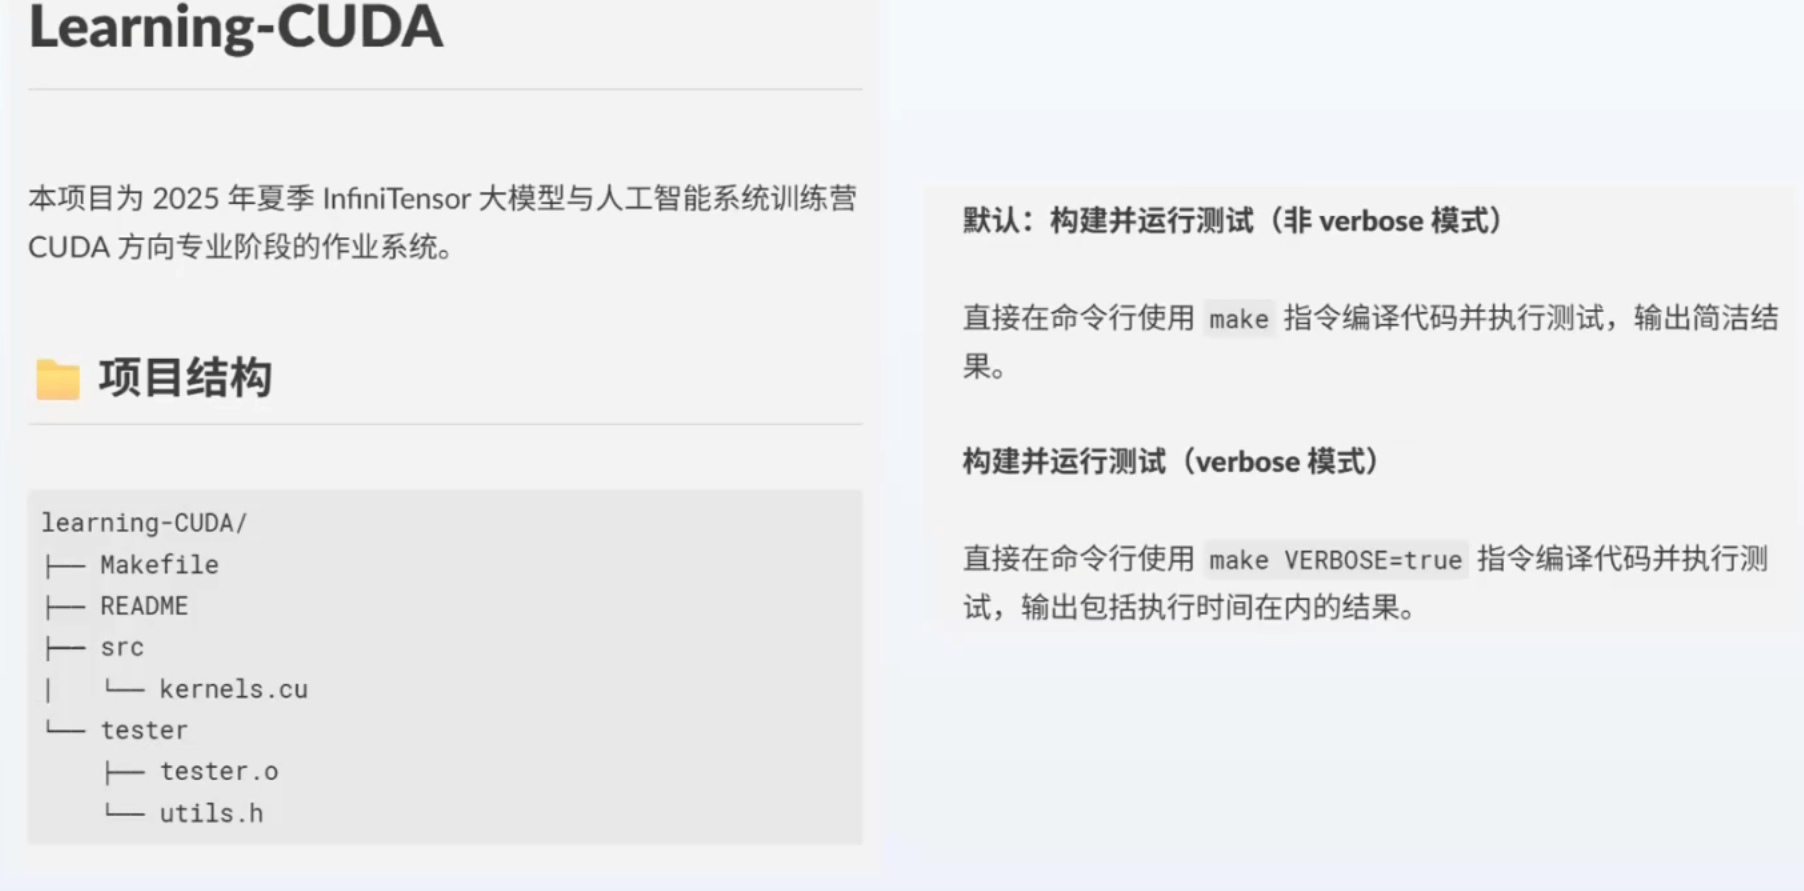 Learning-CUDA
本项目为 2025 年夏季 InfiniTensor 大模型与人工智能系统训练营
CUDA 方向专业阶段的作业系统。
项目结构
learning-CUDA/
├── Makefile
├── README
├── src
│   └── kernels.cu
└── tester
    ├── tester.o
    └── utils.h
默认：构建并运行测试（非 verbose 模式）
直接在命令行使用 make 指令编译代码并执行测试，输出简洁结
果。
构建并运行测试（verbose 模式）
直接在命令行使用 make VERBOSE=true 指令编译代码并执行测
试，输出包括执行时间在内的结果。